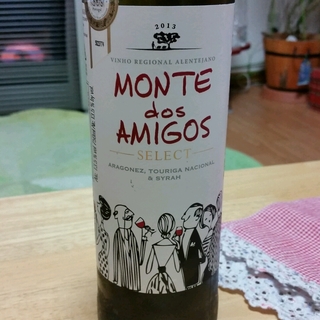 2013
VINHO REGIONAL ALENTEJANO
MONTE
dos
AMIGOS
SELECT
ARAGONEZ, TOURIGA NACIONAL
& SYRAH